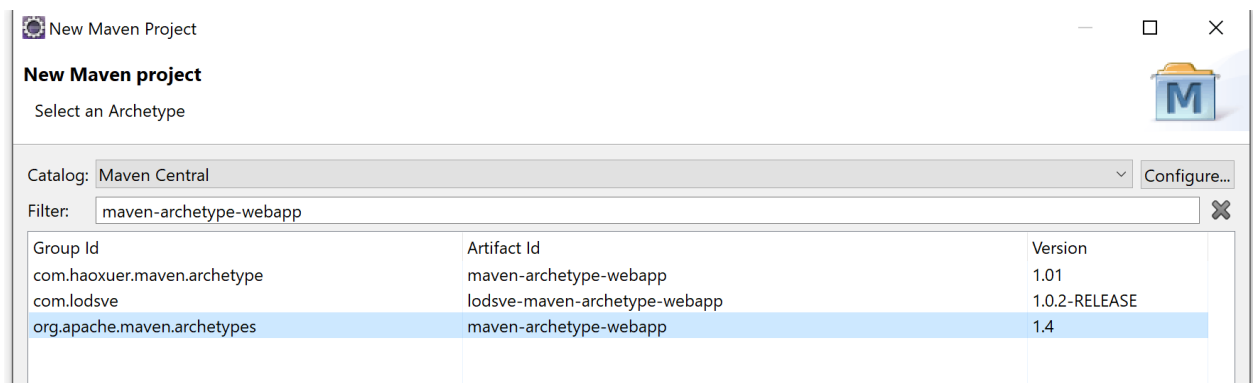 New Maven Project
New Maven project
Select an Archetype
M
Catalog: Maven Central Configure...
Filter: maven-archetype-webapp
Group Id Artifact Id Version
com.haoxuer.maven.archetype maven-archetype-webapp 1.01
com.lodsve lodsve-maven-archetype-webapp 1.0.2-RELEASE
org.apache.maven.archetypes maven-archetype-webapp 1.4